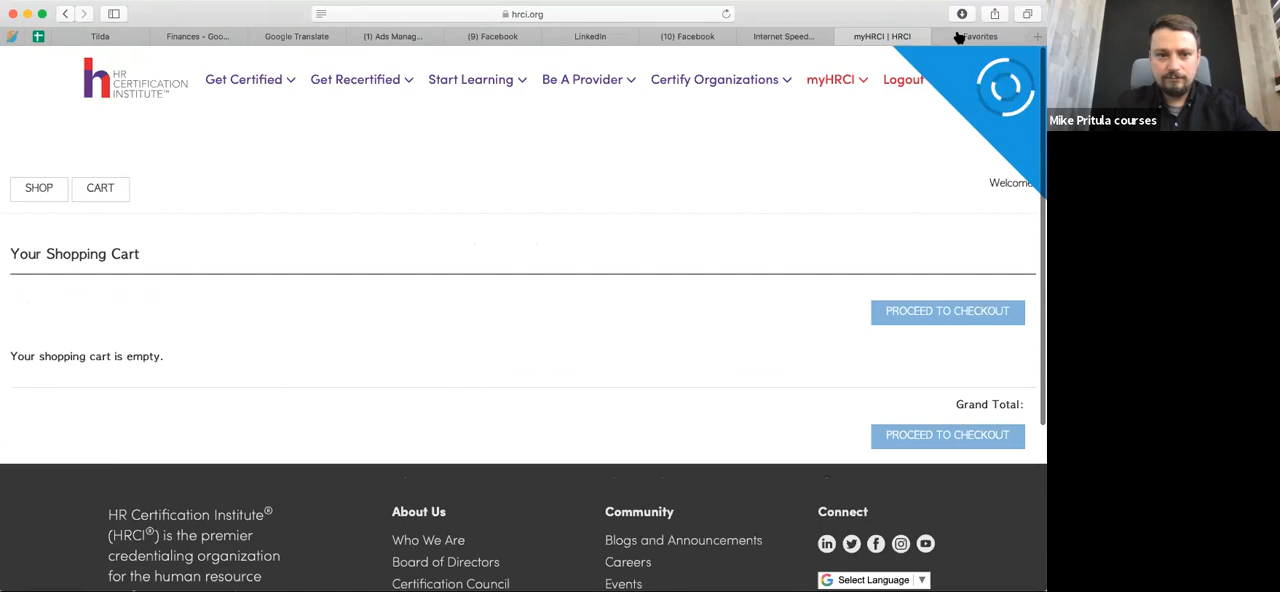 hrci.org
Tilda
Finances - Goo...
Google Translate
(1) Ads Manag...
(9) Facebook
LinkedIn
(10) Facebook
Internet Speed...
myHRCI | HRCI
Favorites
Mike Pritula courses
HR CERTIFICATION INSTITUTE™
Get Certified
Get Recertified
Start Learning
Be A Provider
Certify Organizations
myHRCI
Logout
SHOP
CART
Welcome
Your Shopping Cart
PROCEED TO CHECKOUT
Your shopping cart is empty.
Grand Total:
PROCEED TO CHECKOUT
HR Certification Institute®
(HRCI®) is the premier
credentialing organization
for the human resource
About Us
Who We Are
Board of Directors
Certification Council
Community
Blogs and Announcements
Careers
Events
Connect
Select Language